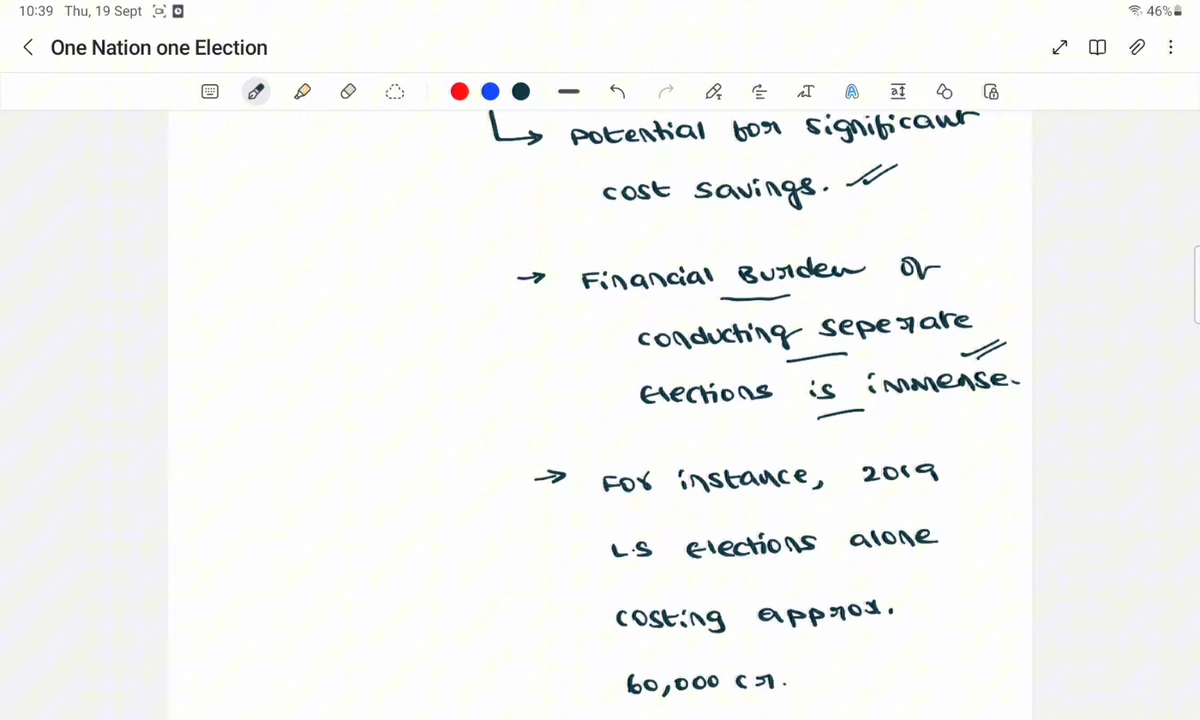 10:39 Thu, 19 Sept 46%
One Nation one Election
Potential for significant
cost savings.
→ Financial Burden of
conducting seperate
Elections is immense.
→ For instance, 2019
L.S Elections alone
costing approx.
60,000 cr.